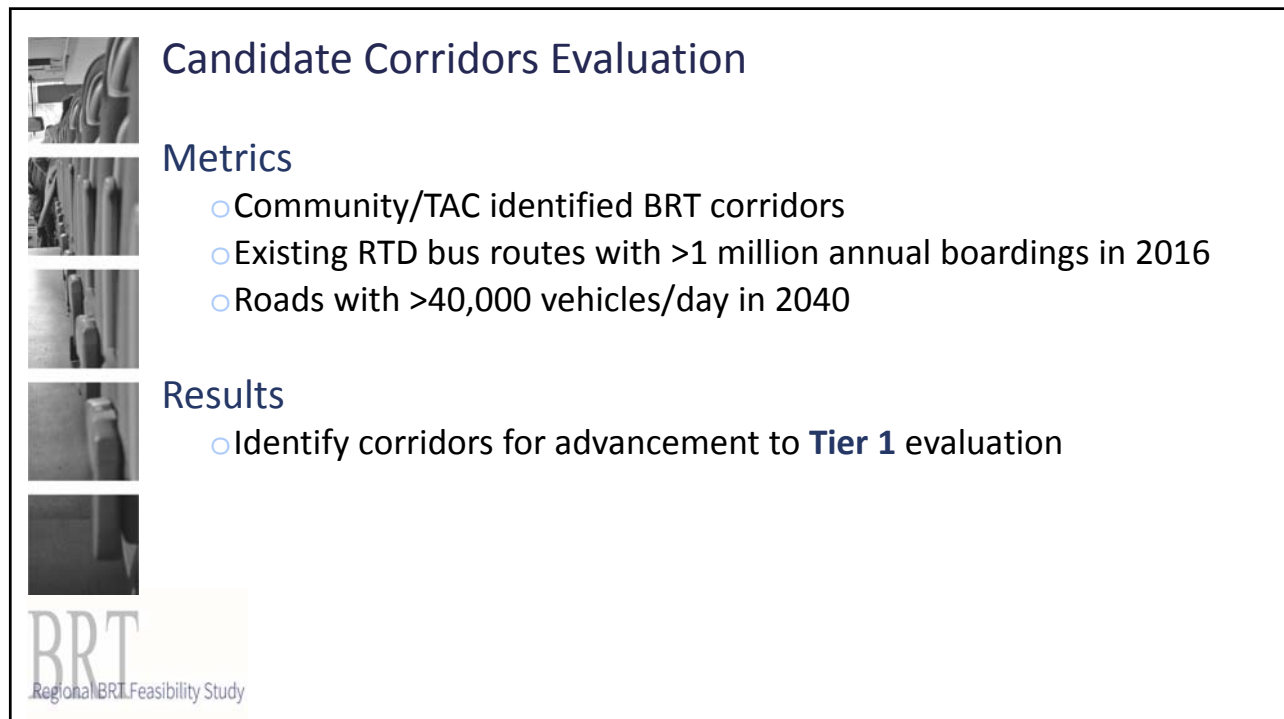 Candidate Corridors Evaluation
Metrics
○Community/TAC identified BRT corridors
○Existing RTD bus routes with >1 million annual boardings in 2016
○Roads with >40,000 vehicles/day in 2040
Results
○Identify corridors for advancement to Tier 1 evaluation
BRT
Regional BRT Feasibility Study